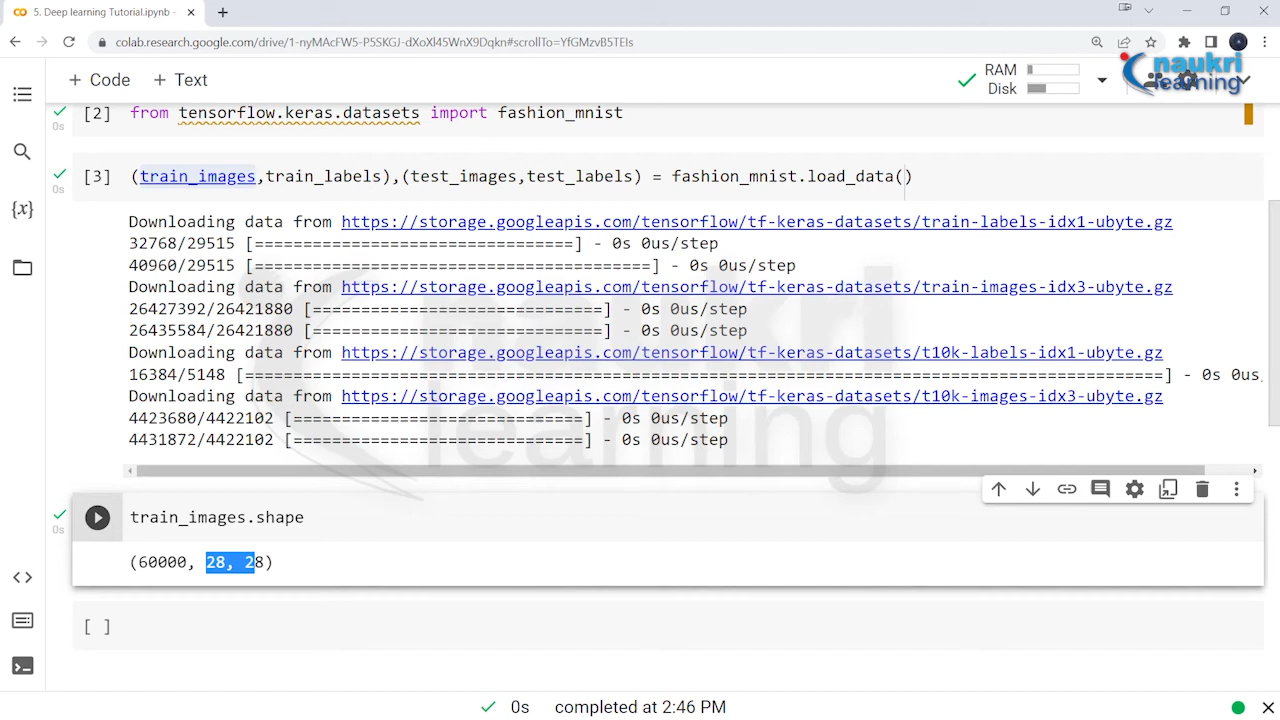 5. Deep learning Tutorial.ipynb -
colab.research.google.com/drive/1-nyMAcFW5-P5SKGJ-dXoXl45WnX9Dqkn#scrollTo=YfGMzvB5TEIs
+ Code + Text
RAM
Disk
naukri
learning
[2] from tensorflow.keras.datasets import fashion_mnist
0s
[3] (train_images,train_labels),(test_images,test_labels) = fashion_mnist.load_data()
0s
Downloading data from https://storage.googleapis.com/tensorflow/tf-keras-datasets/train-labels-idx1-ubyte.gz
32768/29515 [==================================] - 0s 0us/step
40960/29515 [==========================================] - 0s 0us/step
Downloading data from https://storage.googleapis.com/tensorflow/tf-keras-datasets/train-images-idx3-ubyte.gz
26427392/26421880 [==============================] - 0s 0us/step
26435584/26421880 [==============================] - 0s 0us/step
Downloading data from https://storage.googleapis.com/tensorflow/tf-keras-datasets/t10k-labels-idx1-ubyte.gz
16384/5148 [===============================================================================================] - 0s 0us,
Downloading data from https://storage.googleapis.com/tensorflow/tf-keras-datasets/t10k-images-idx3-ubyte.gz
4423680/4422102 [==============================] - 0s 0us/step
4431872/4422102 [==============================] - 0s 0us/step
naukri
learning
train_images.shape
0s
(60000, 28, 28)
[ ]
0s completed at 2:46 PM